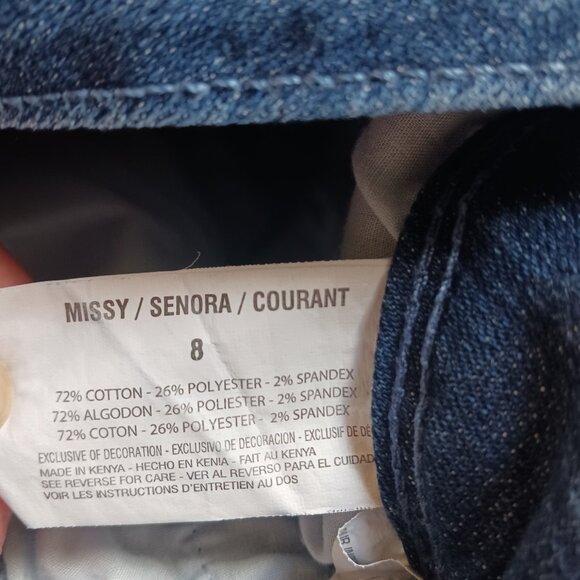 MISSY / SENORA / COURANT
8
72% COTTON - 26% POLYESTER - 2% SPANDEX
72% ALGODON - 26% POLIESTER - 2% SPANDEX
72% COTON - 26% POLYESTER - 2% SPANDEX
EXCLUSIVE OF DECORATION - EXCLUSIVO DE DECORACION - EXCLUSIF DE
MADE IN KENYA - HECHO EN KENIA - FAIT AU KENYA
SEE REVERSE FOR CARE - VER AL REVERSO PARA EL CUIDAD
VOIR LES INSTRUCTIONS D'ENTRETIEN AU DOS